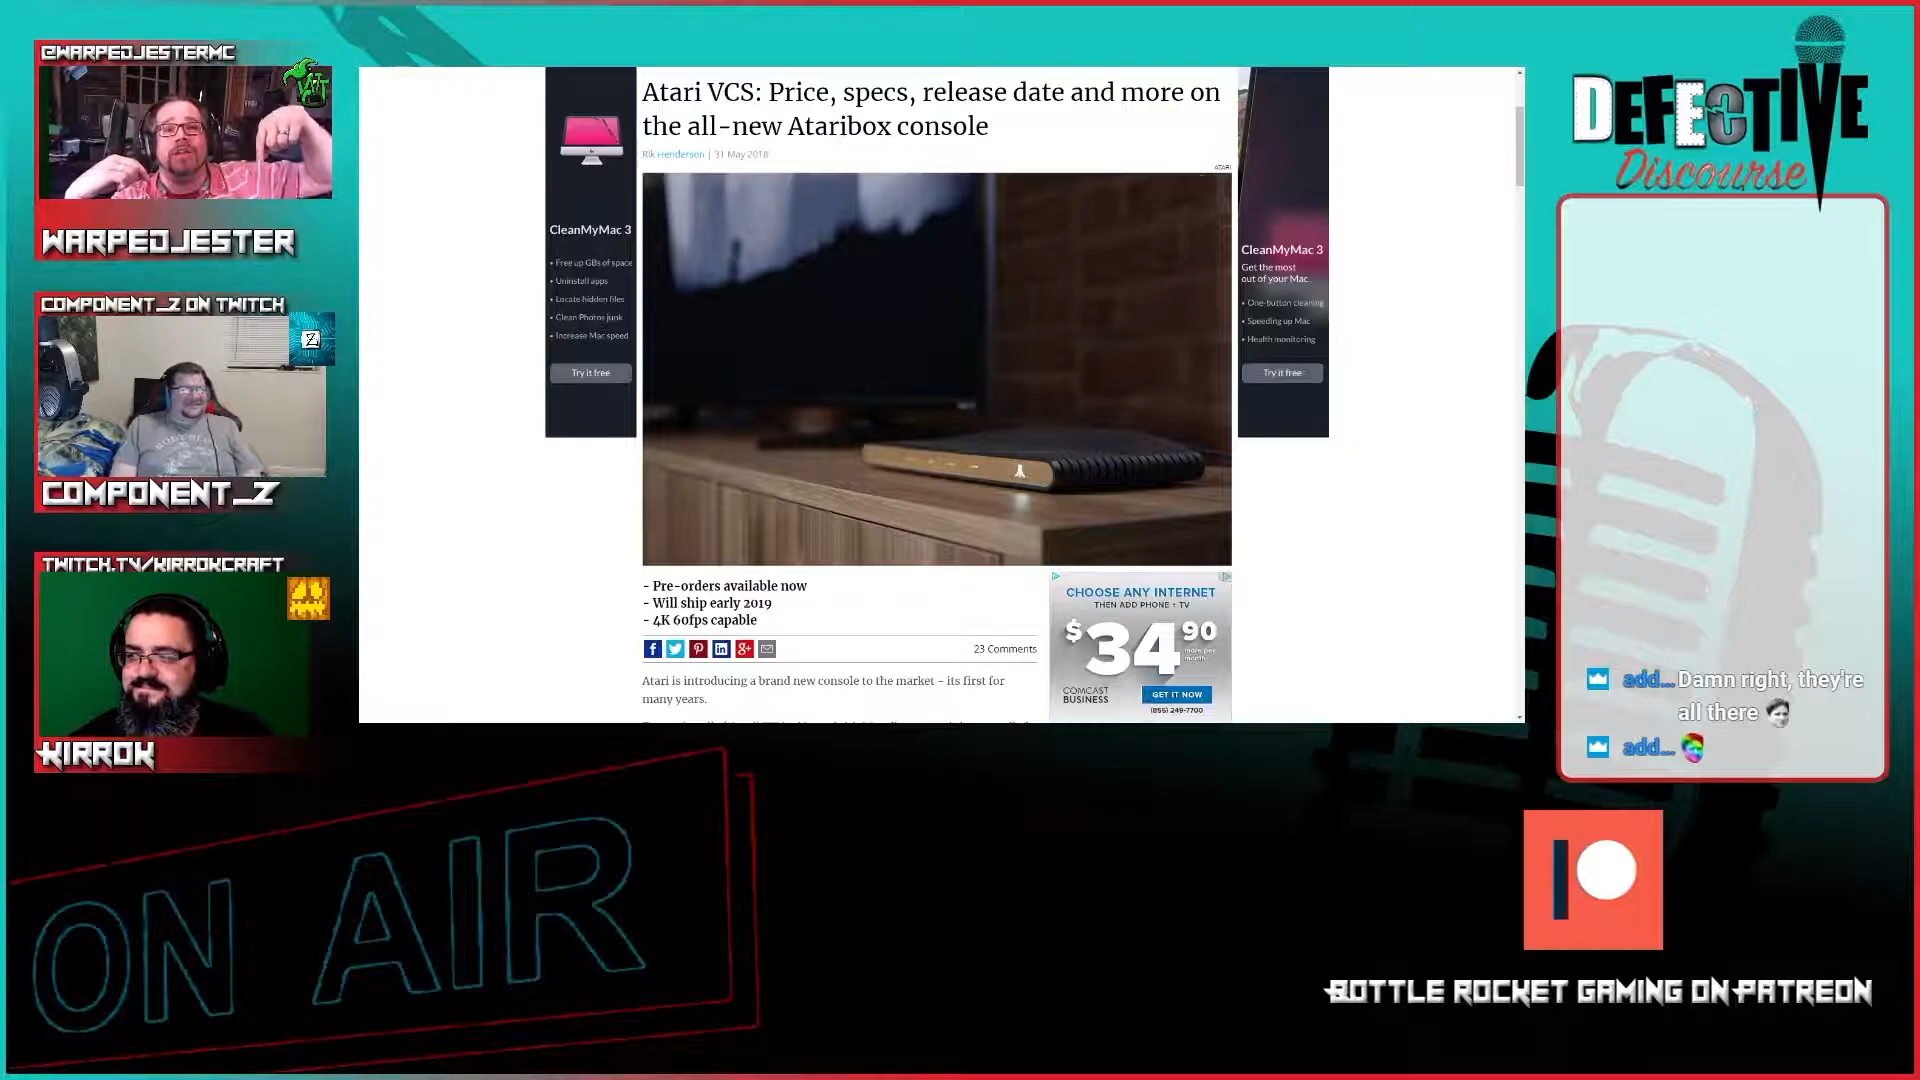 @WARPEDJESTERMC
WARPEDJESTER
COMPONENT_Z ON TWITCH
Z
COMPONENT_Z
TWITCH.TV/KIRROKCRAFT
KIRROK
Atari VCS: Price, specs, release date and more on
the all-new Ataribox console
Rik Henderson | 31 May 2018
ATARI
CleanMyMac 3
• Free up GBs of space
• Uninstall apps
• Locate hidden files
• Clean Photos junk
• Increase Mac speed
Try it free
CleanMyMac 3
Get the most
out of your Mac.
• One-button cleaning
• Speeding up Mac
• Health monitoring
Try it free
- Pre-orders available now
- Will ship early 2019
- 4K 60fps capable
23 Comments
Atari is introducing a brand new console to the market - its first for
many years.
CHOOSE ANY INTERNET
THEN ADD PHONE + TV
$34.90
more per
month
COMCAST
BUSINESS
GET IT NOW
(855) 249-7700
DEFECTIVE
Discourse
add... Damn right, they're
all there
add...
ON AIR
BOTTLE ROCKET GAMING ON PATREON